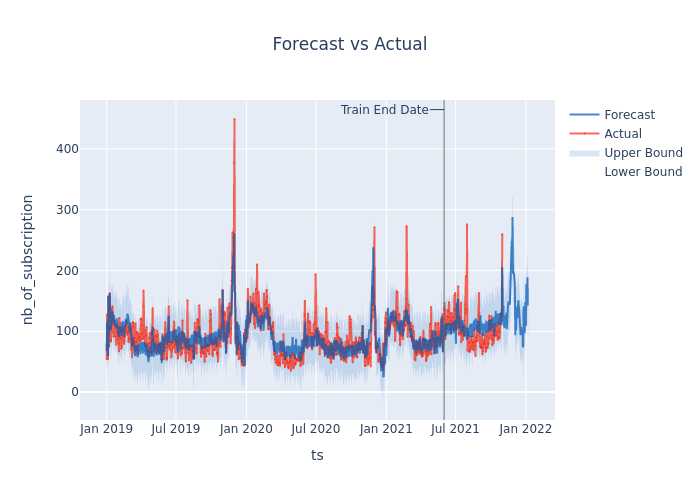 Forecast vs Actual
Train End Date
Forecast
Actual
Upper Bound
Lower Bound
nb_of_subscription
400
300
200
100
0
Jan 2019
Jul 2019
Jan 2020
Jul 2020
Jan 2021
Jul 2021
Jan 2022
ts